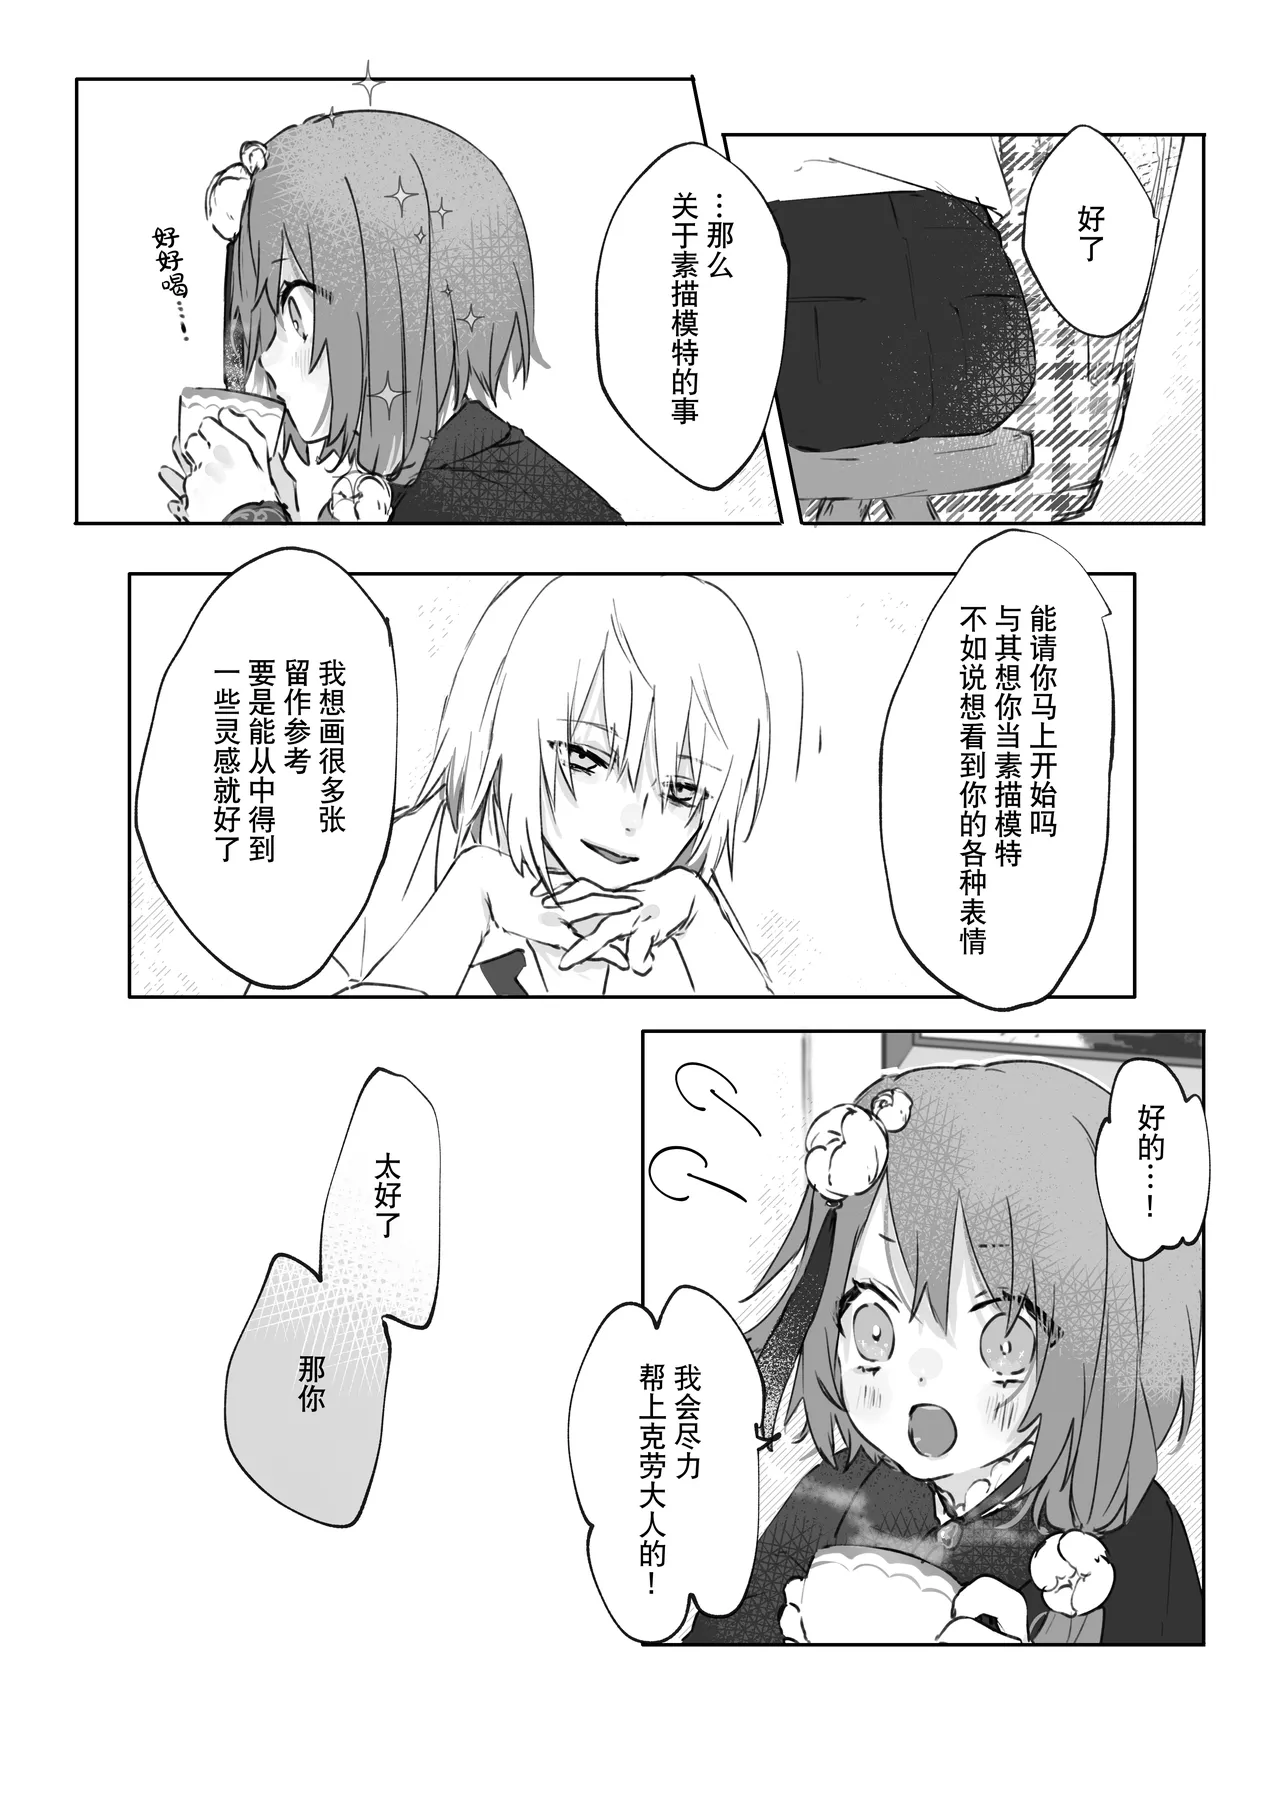 好了
…那么
关于素描模特的事
好好喝……
能请你马上开始吗
与其想你当素描模特
不如说想看到你的各种表情
我想画很多张
留作参考
要是能从中得到
一些灵感就好了
好的…！
我会尽力
帮上克劳大人的！
太好了
那你